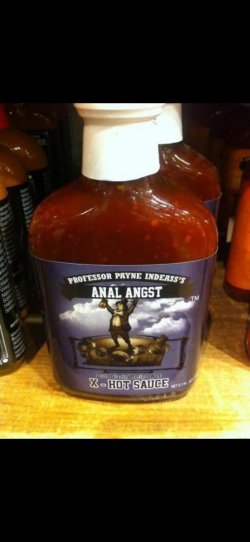 PROFESSOR PAYNE INDEASS'S
ANAL ANGST
TM
X-HOT SAUCE